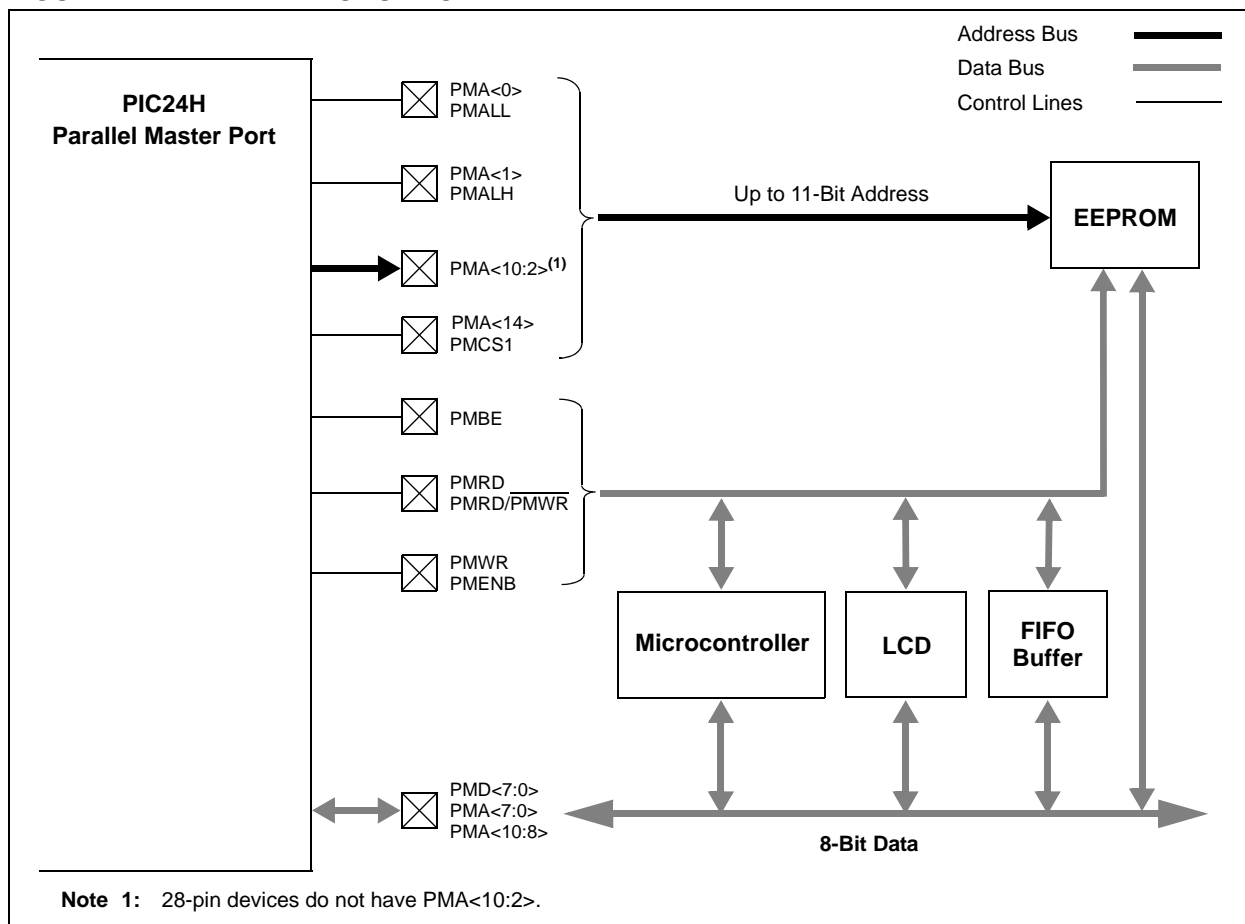 Address Bus
Data Bus
Control Lines
PIC24H
Parallel Master Port
PMA<0>
PMALL
PMA<1>
PMALH
PMA<10:2>(1)
PMA<14>
PMCS1
PMBE
PMRD
PMRD/PMWR
PMWR
PMENB
Up to 11-Bit Address
EEPROM
Microcontroller
LCD
FIFO
Buffer
PMD<7:0>
PMA<7:0>
PMA<10:8>
8-Bit Data
Note 1: 28-pin devices do not have PMA<10:2>.